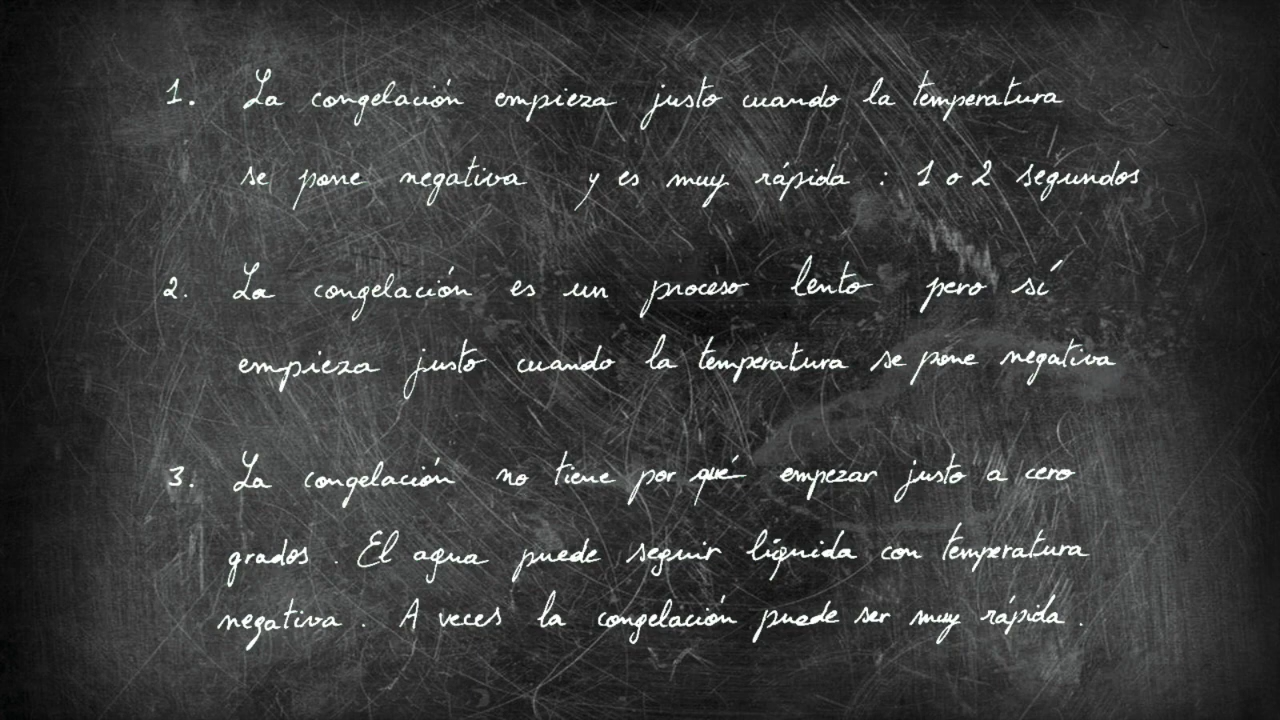 1. La congelación empieza justo cuando la temperatura
se pone negativa y es muy rápida : 1 o 2 segundos
2. La congelación es un proceso lento pero sí
empieza justo cuando la temperatura se pone negativa
3. La congelación no tiene por qué empezar justo a cero
grados. El agua puede seguir líquida con temperatura
negativa. A veces la congelación puede ser muy rápida.